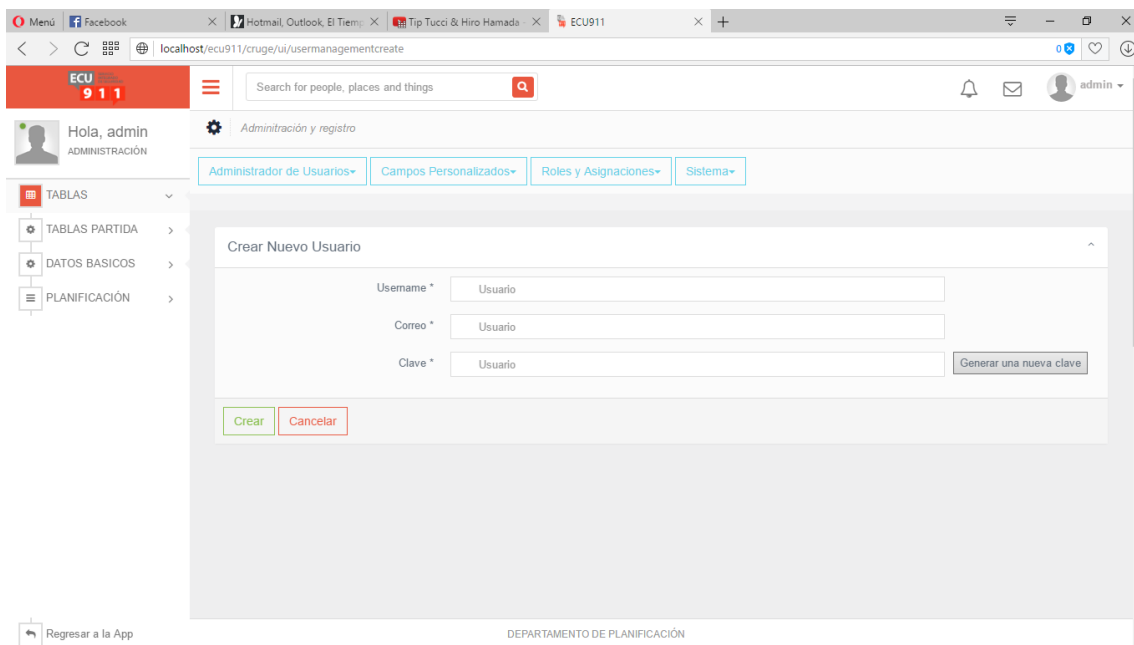 Menú Facebook Hotmail, Outlook, El Tiemp Tip Tucci & Hiro Hamada - ECU911
localhost/ecu911/cruge/ui/usermanagementcreate 0
ECU
911
Search for people, places and things
admin
Hola, admin
ADMINISTRACIÓN
Adminitración y registro
Administrador de Usuarios Campos Personalizados Roles y Asignaciones Sistema
TABLAS
TABLAS PARTIDA
DATOS BASICOS
PLANIFICACIÓN
Crear Nuevo Usuario
Username * Usuario
Correo * Usuario
Clave * Usuario Generar una nueva clave
Crear Cancelar
Regresar a la App
DEPARTAMENTO DE PLANIFICACIÓN